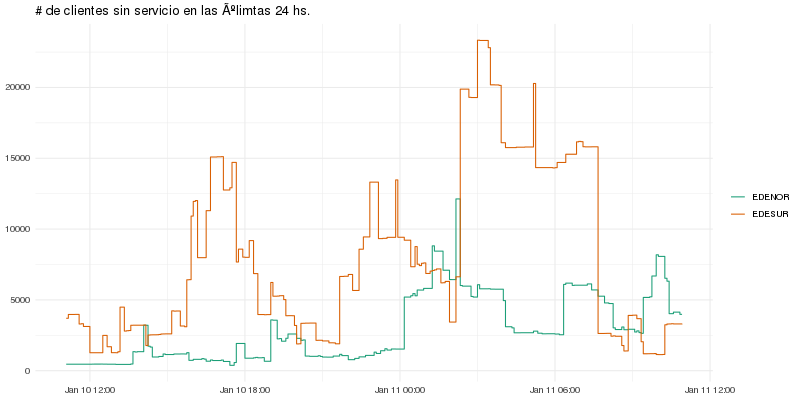 # de clientes sin servicio en las Ãºlimtas 24 hs.
20000
15000
10000
5000
0
Jan 10 12:00
Jan 10 18:00
Jan 11 00:00
Jan 11 06:00
Jan 11 12:00
EDENOR
EDESUR